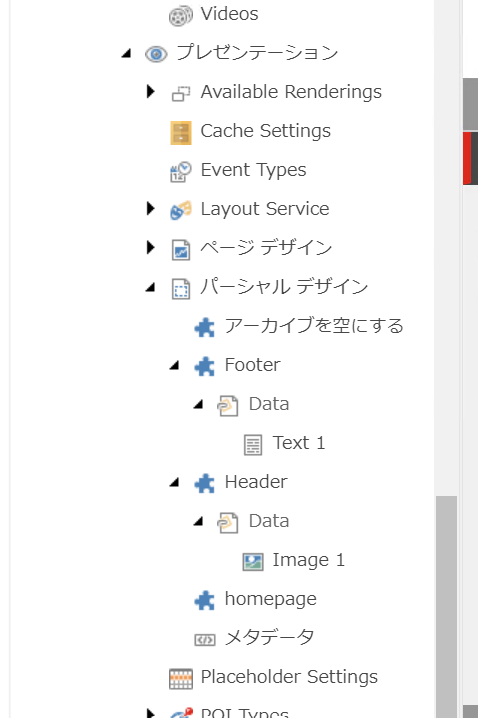 Videos
プレゼンテーション
Available Renderings
Cache Settings
Event Types
Layout Service
ページ デザイン
パーシャル デザイン
アーカイブを空にする
Footer
Data
Text 1
Header
Data
Image 1
homepage
メタデータ
Placeholder Settings
POI Types